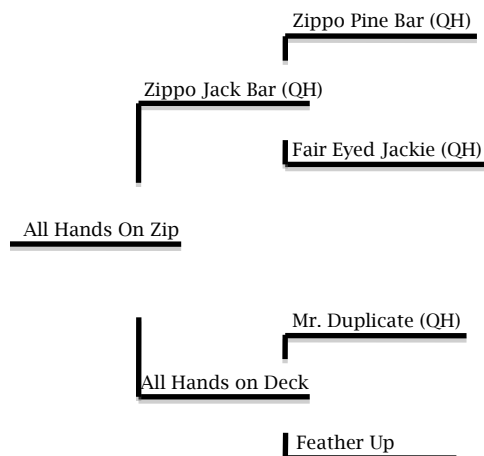 Zippo Pine Bar (QH)
Zippo Jack Bar (QH)
Fair Eyed Jackie (QH)
All Hands On Zip
Mr. Duplicate (QH)
All Hands on Deck
Feather Up